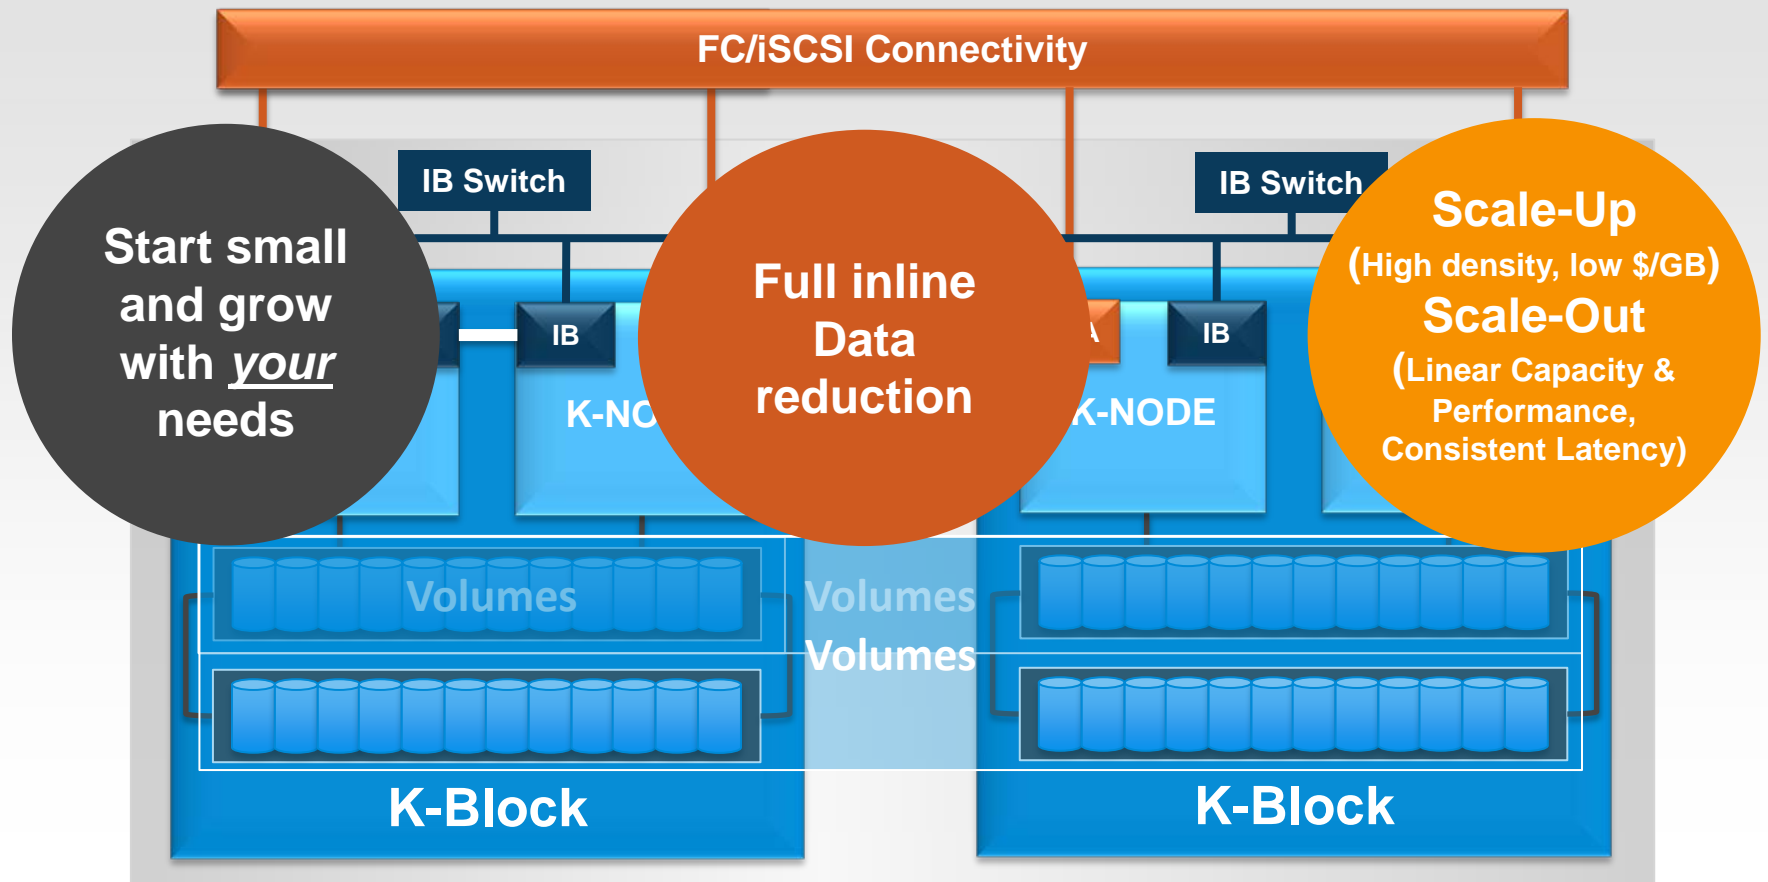 FC/iSCSI Connectivity
IB Switch
IB Switch
Start small
and grow
with your
needs
Full inline
Data
reduction
Scale-Up
(High density, low $/GB)
Scale-Out
(Linear Capacity &
Performance,
Consistent Latency)
IB
A
IB
K-NO
K-NODE
Volumes
Volumes
Volumes
K-Block
K-Block